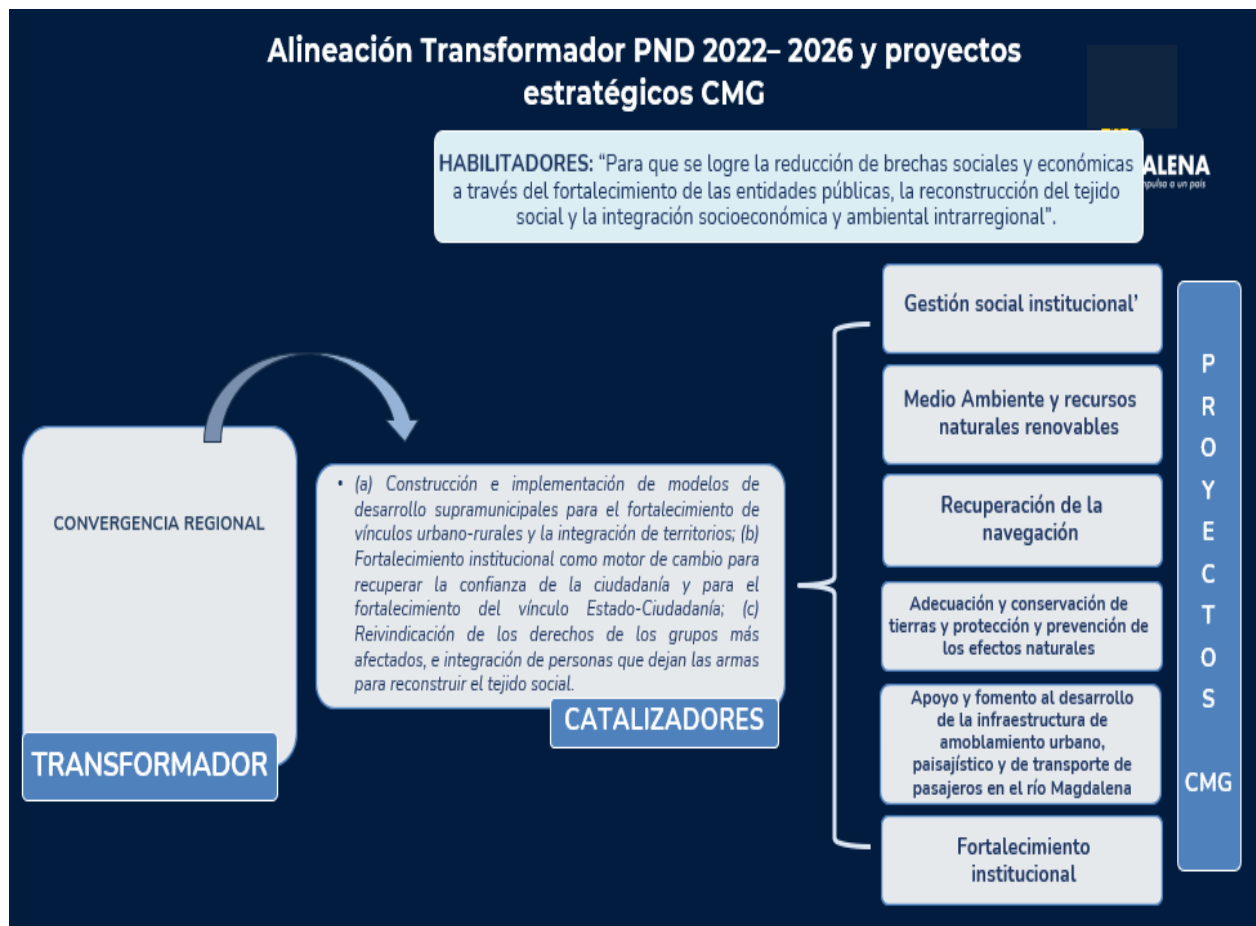 Alineación Transformador PND 2022– 2026 y proyectos
estratégicos CMG
HABILITADORES: “Para que se logre la reducción de brechas sociales y económicas
a través del fortalecimiento de las entidades públicas, la reconstrucción del tejido
social y la integración socioeconómica y ambiental intrarregional”.
ALENA
mpulsa a un país
CONVERGENCIA REGIONAL
TRANSFORMADOR
• (a) Construcción e implementación de modelos de
desarrollo supramunicipales para el fortalecimiento de
vínculos urbano-rurales y la integración de territorios; (b)
Fortalecimiento institucional como motor de cambio para
recuperar la confianza de la ciudadanía y para el
fortalecimiento del vínculo Estado-Ciudadanía; (c)
Reivindicación de los derechos de los grupos más
afectados, e integración de personas que dejan las armas
para reconstruir el tejido social.
CATALIZADORES
Gestión social institucional’
Medio Ambiente y recursos
naturales renovables
Recuperación de la
navegación
Adecuación y conservación de
tierras y protección y prevención de
los efectos naturales
Apoyo y fomento al desarrollo
de la infraestructura de
amoblamiento urbano,
paisajístico y de transporte de
pasajeros en el río Magdalena
Fortalecimiento
institucional
P
R
O
Y
E
C
T
O
S
CMG